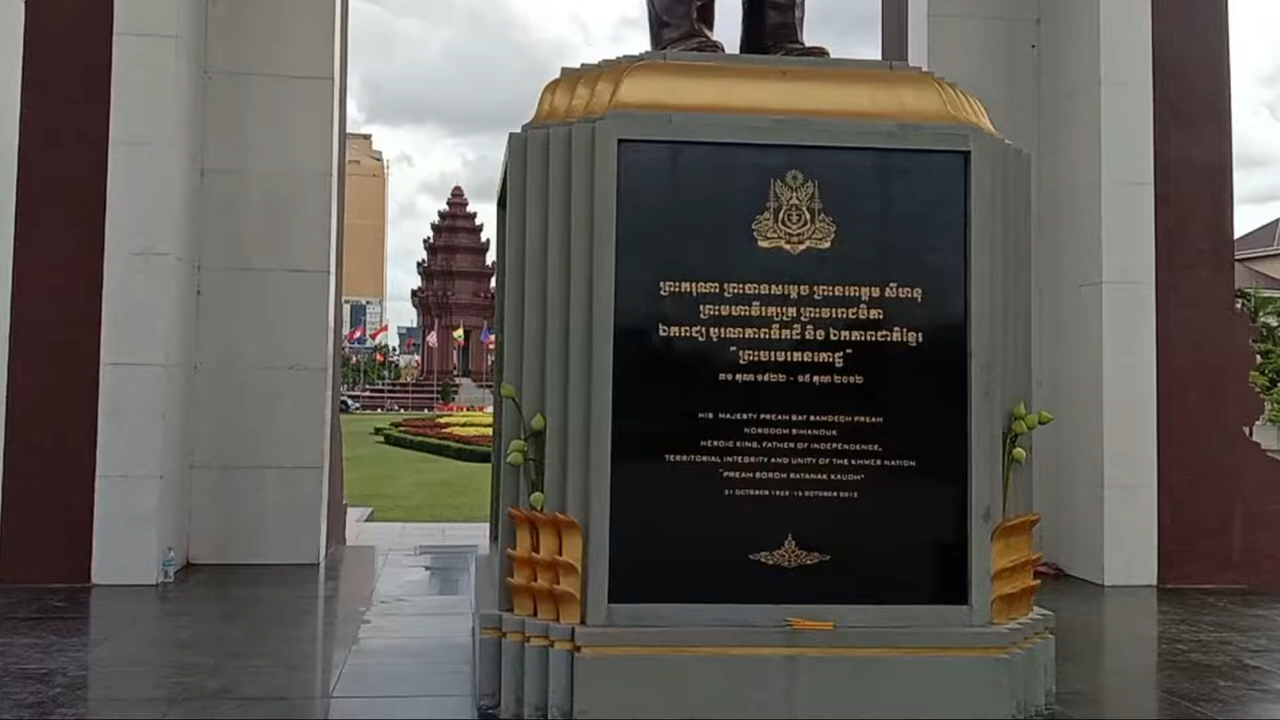 ព្រះករុណា ព្រះបាទសម្តេច ព្រះនរោត្តម សីហនុ
ព្រះមហាវីរក្សត្រ ព្រះវររាជបិតា
ឯករាជ្យ បូរណភាពទឹកដី និង ឯកភាពជាតិខ្មែរ
"ព្រះបរមរតនកោដ្ឋ"
៣១ តុលា ១៩២២ - ១៥ តុលា ២០១២
HIS MAJESTY PREAH BAT SAMDECH PREAH
NORODOM SIHANOUK
HEROIC KING, FATHER OF INDEPENDENCE,
TERRITORIAL INTEGRITY AND UNITY OF THE KHMER NATION
"PREAH BOROM RATANAK KAUDH"
31 OCTOBER 1922 - 15 OCTOBER 2012